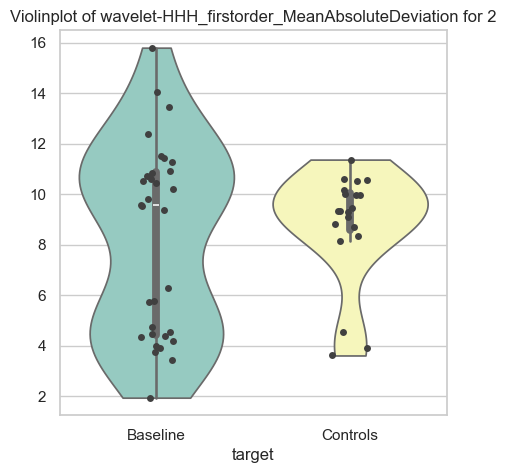 Violinplot of wavelet-HHH_firstorder_MeanAbsoluteDeviation for 2
16
14
12
10
8
6
4
2
Baseline Controls
target